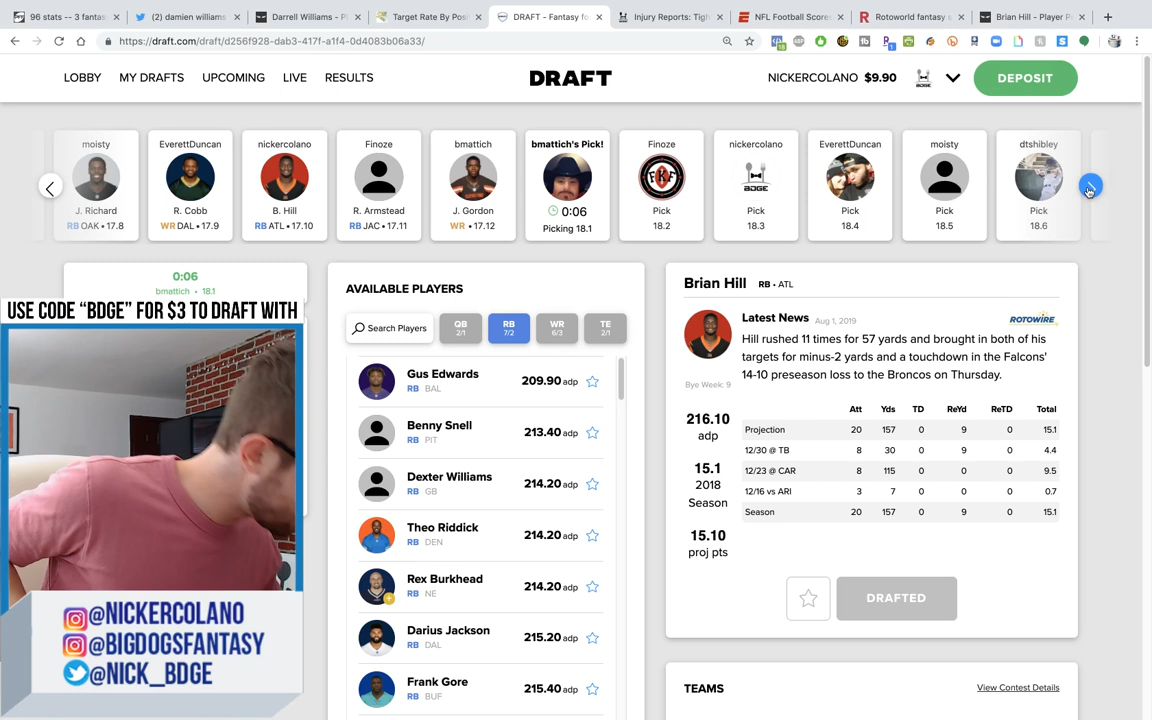 96 stats -- 3 fantas
(2) damien williams
Darrell Williams - Pl
Target Rate By Posi
DRAFT - Fantasy fo
Injury Reports: Tigh
NFL Football Scores
Rotoworld fantasy s
Brian Hill - Player P
https://draft.com/draft/d256f928-dab3-417f-a1f4-0d4083b06a33/
LOBBY
MY DRAFTS
UPCOMING
LIVE
RESULTS
DRAFT
NICKERCOLANO $9.90
BDGE
DEPOSIT
moisty
J. Richard
RB OAK • 17.8
EverettDuncan
R. Cobb
WR DAL • 17.9
nickercolano
B. Hill
RB ATL • 17.10
Finoze
R. Armstead
RB JAC • 17.11
bmattich
J. Gordon
WR • 17.12
bmattich's Pick!
0:06
Picking 18.1
Finoze
FKF
Pick
18.2
nickercolano
BDGE
Pick
18.3
EverettDuncan
Pick
18.4
moisty
Pick
18.5
dtshibley
Pick
18.6
0:06
bmattich • 18.1
USE CODE "BDGE" FOR $3 TO DRAFT WITH
@NICKERCOLANO
@BIGDOGSFANTASY
@NICK_BDGE
AVAILABLE PLAYERS
Search Players
QB
2/1
RB
7/2
WR
6/3
TE
2/1
Gus Edwards
RB BAL
209.90 adp
Benny Snell
RB PIT
213.40 adp
Dexter Williams
RB GB
214.20 adp
Theo Riddick
RB DEN
214.20 adp
Rex Burkhead
RB NE
214.20 adp
Darius Jackson
RB DAL
215.20 adp
Frank Gore
RB BUF
215.40 adp
Brian Hill RB • ATL
Latest News Aug 1, 2019
ROTOWIRE
Hill rushed 11 times for 57 yards and brought in both of his
targets for minus-2 yards and a touchdown in the Falcons'
14-10 preseason loss to the Broncos on Thursday.
Bye Week: 9
216.10
adp
15.1
2018
Season
15.10
proj pts
Att Yds TD ReYd ReTD Total
Projection 20 157 0 9 0 15.1
12/30 @ TB 8 30 0 9 0 4.4
12/23 @ CAR 8 115 0 0 0 9.5
12/16 vs ARI 3 7 0 0 0 0.7
Season 20 157 0 9 0 15.1
DRAFTED
TEAMS
View Contest Details